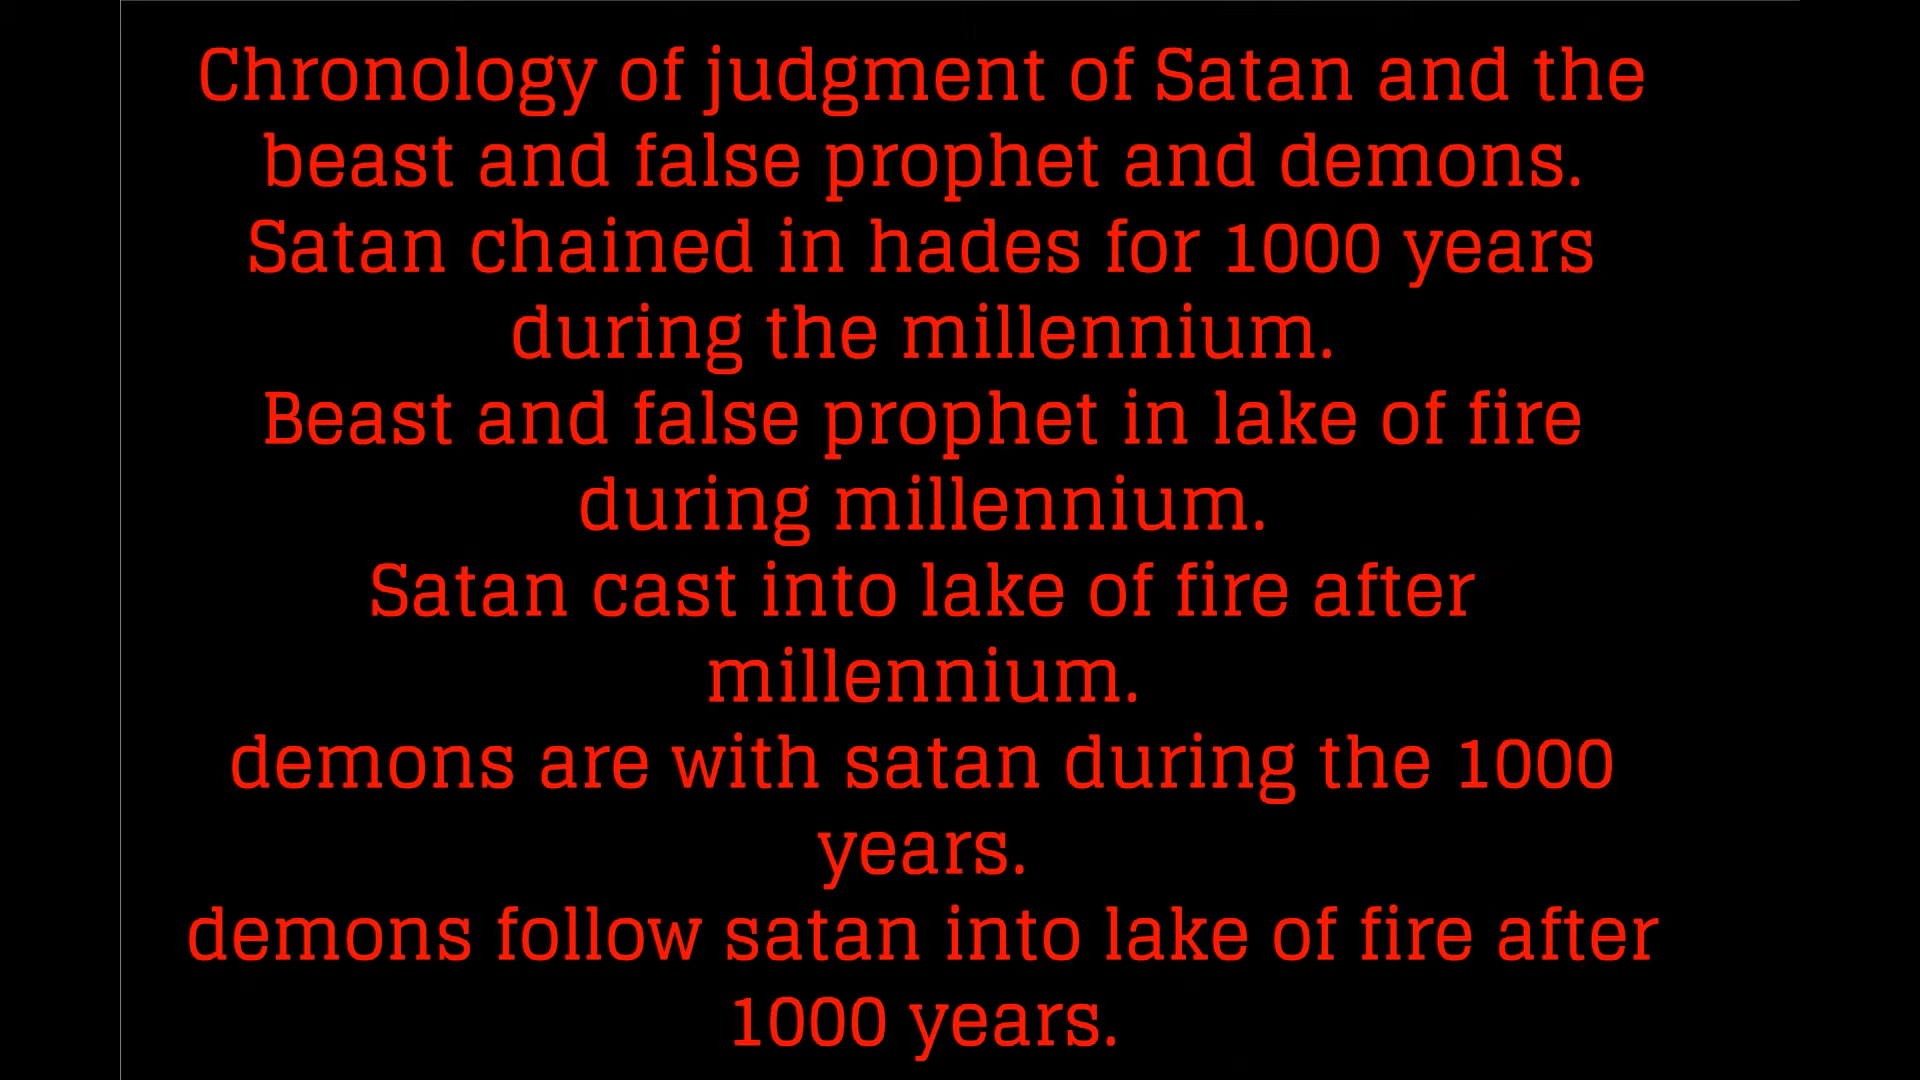 Chronology of judgment of Satan and the
beast and false prophet and demons.
Satan chained in hades for 1000 years
during the millennium.
Beast and false prophet in lake of fire
during millennium.
Satan cast into lake of fire after
millennium.
demons are with satan during the 1000
years.
demons follow satan into lake of fire after
1000 years.